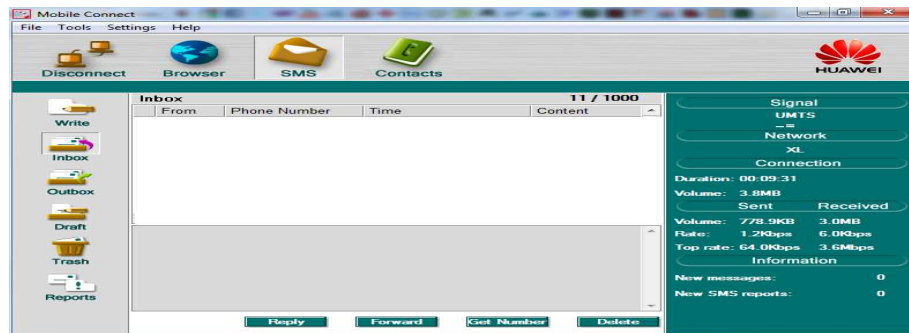 Mobile Connect
File Tools Settings Help
Disconnect Browser SMS Contacts
HUAWEI
Write
Inbox
Outbox
Draft
Trash
Reports
Inbox 11 / 1000
From Phone Number Time Content
Reply Forward Get Number Delete
Signal
UMTS
Network
XL
Connection
Duration: 00:09:31
Volume: 3.8MB
Sent Received
Volume: 778.9KB 3.0MB
Rate: 1.2Kbps 6.0Kbps
Top rate: 64.0Kbps 3.6Mbps
Information
New messages: 0
New SMS reports: 0